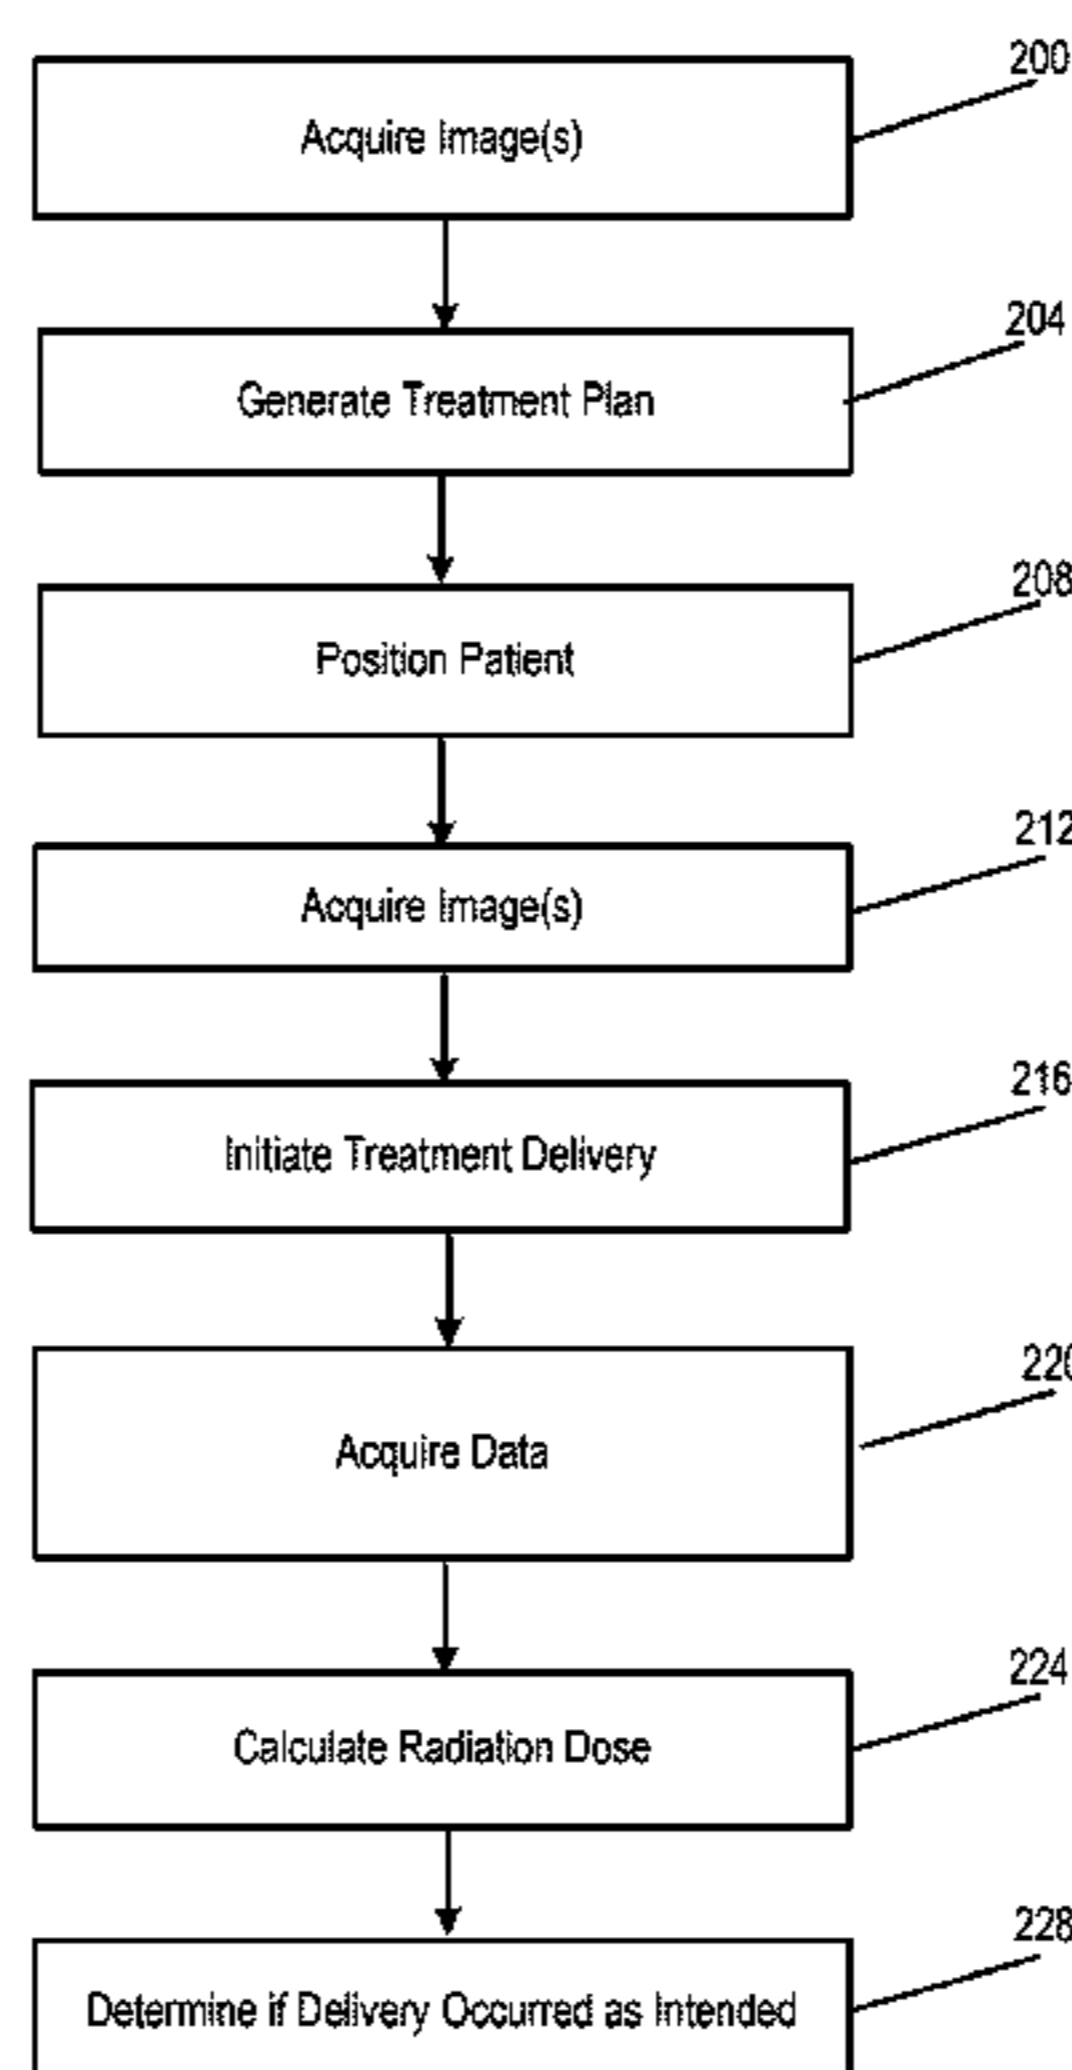 200
Acquire Image(s)
204
Generate Treatment Plan
208
Position Patient
212
Acquire Image(s)
216
Initiate Treatment Delivery
220
Acquire Data
224
Calculate Radiation Dose
228
Determine if Delivery Occurred as Intended